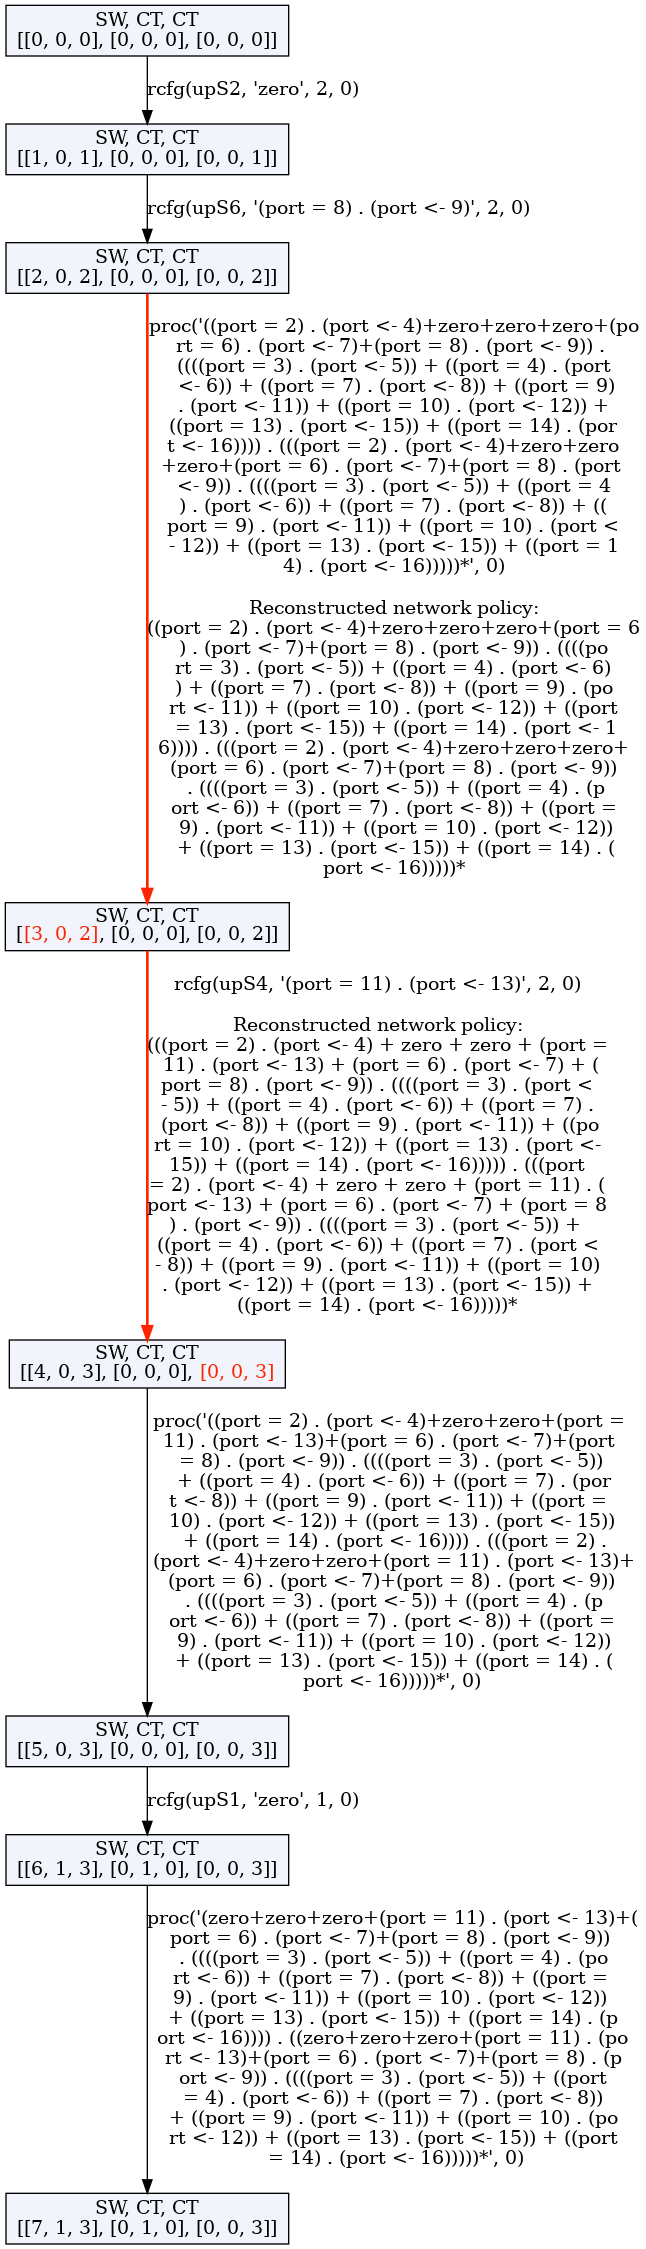 SW, CT, CT
[[0, 0, 0], [0, 0, 0], [0, 0, 0]]
rcfg(upS2, 'zero', 2, 0)
SW, CT, CT
[[1, 0, 1], [0, 0, 0], [0, 0, 1]]
rcfg(upS6, '(port = 8) . (port <- 9)', 2, 0)
SW, CT, CT
[[2, 0, 2], [0, 0, 0], [0, 0, 2]]
proc('((port = 2) . (port <- 4)+zero+zero+zero+(po
rt = 6) . (port <- 7)+(port = 8) . (port <- 9)) .
((((port = 3) . (port <- 5)) + ((port = 4) . (port
<- 6)) + ((port = 7) . (port <- 8)) + ((port = 9)
. (port <- 11)) + ((port = 10) . (port <- 12)) +
((port = 13) . (port <- 15)) + ((port = 14) . (por
t <- 16)))) . (((port = 2) . (port <- 4)+zero+zero
+zero+(port = 6) . (port <- 7)+(port = 8) . (port
<- 9)) . ((((port = 3) . (port <- 5)) + ((port = 4
) . (port <- 6)) + ((port = 7) . (port <- 8)) + ((
port = 9) . (port <- 11)) + ((port = 10) . (port <
- 12)) + ((port = 13) . (port <- 15)) + ((port = 1
4) . (port <- 16)))))*', 0)
Reconstructed network policy:
((port = 2) . (port <- 4)+zero+zero+zero+(port = 6
) . (port <- 7)+(port = 8) . (port <- 9)) . ((((po
rt = 3) . (port <- 5)) + ((port = 4) . (port <- 6)
) + ((port = 7) . (port <- 8)) + ((port = 9) . (po
rt <- 11)) + ((port = 10) . (port <- 12)) + ((port
= 13) . (port <- 15)) + ((port = 14) . (port <- 1
6)))) . (((port = 2) . (port <- 4)+zero+zero+zero+
(port = 6) . (port <- 7)+(port = 8) . (port <- 9))
. ((((port = 3) . (port <- 5)) + ((port = 4) . (p
ort <- 6)) + ((port = 7) . (port <- 8)) + ((port =
9) . (port <- 11)) + ((port = 10) . (port <- 12))
+ ((port = 13) . (port <- 15)) + ((port = 14) . (
port <- 16)))))*
SW, CT, CT
[[3, 0, 2], [0, 0, 0], [0, 0, 2]]
rcfg(upS4, '(port = 11) . (port <- 13)', 2, 0)
Reconstructed network policy:
(((port = 2) . (port <- 4) + zero + zero + (port =
11) . (port <- 13) + (port = 6) . (port <- 7) + (
port = 8) . (port <- 9)) . ((((port = 3) . (port <
- 5)) + ((port = 4) . (port <- 6)) + ((port = 7) .
(port <- 8)) + ((port = 9) . (port <- 11)) + ((po
rt = 10) . (port <- 12)) + ((port = 13) . (port <-
15)) + ((port = 14) . (port <- 16))))) . (((port
= 2) . (port <- 4) + zero + zero + (port = 11) . (
port <- 13) + (port = 6) . (port <- 7) + (port = 8
) . (port <- 9)) . ((((port = 3) . (port <- 5)) +
((port = 4) . (port <- 6)) + ((port = 7) . (port <
- 8)) + ((port = 9) . (port <- 11)) + ((port = 10)
. (port <- 12)) + ((port = 13) . (port <- 15)) +
((port = 14) . (port <- 16)))))*
SW, CT, CT
[[4, 0, 3], [0, 0, 0], [0, 0, 3]
proc('((port = 2) . (port <- 4)+zero+zero+(port =
11) . (port <- 13)+(port = 6) . (port <- 7)+(port
= 8) . (port <- 9)) . ((((port = 3) . (port <- 5))
+ ((port = 4) . (port <- 6)) + ((port = 7) . (por
t <- 8)) + ((port = 9) . (port <- 11)) + ((port =
10) . (port <- 12)) + ((port = 13) . (port <- 15))
+ ((port = 14) . (port <- 16)))) . (((port = 2) .
(port <- 4)+zero+zero+(port = 11) . (port <- 13)+
(port = 6) . (port <- 7)+(port = 8) . (port <- 9))
. ((((port = 3) . (port <- 5)) + ((port = 4) . (p
ort <- 6)) + ((port = 7) . (port <- 8)) + ((port =
9) . (port <- 11)) + ((port = 10) . (port <- 12))
+ ((port = 13) . (port <- 15)) + ((port = 14) . (
port <- 16)))))*', 0)
SW, CT, CT
[[5, 0, 3], [0, 0, 0], [0, 0, 3]]
rcfg(upS1, 'zero', 1, 0)
SW, CT, CT
[[6, 1, 3], [0, 1, 0], [0, 0, 3]]
proc('(zero+zero+zero+(port = 11) . (port <- 13)+(
port = 6) . (port <- 7)+(port = 8) . (port <- 9))
. ((((port = 3) . (port <- 5)) + ((port = 4) . (po
rt <- 6)) + ((port = 7) . (port <- 8)) + ((port =
9) . (port <- 11)) + ((port = 10) . (port <- 12))
+ ((port = 13) . (port <- 15)) + ((port = 14) . (p
ort <- 16)))) . ((zero+zero+zero+(port = 11) . (po
rt <- 13)+(port = 6) . (port <- 7)+(port = 8) . (p
ort <- 9)) . ((((port = 3) . (port <- 5)) + ((port
= 4) . (port <- 6)) + ((port = 7) . (port <- 8))
+ ((port = 9) . (port <- 11)) + ((port = 10) . (po
rt <- 12)) + ((port = 13) . (port <- 15)) + ((port
= 14) . (port <- 16)))))*', 0)
SW, CT, CT
[[7, 1, 3], [0, 1, 0], [0, 0, 3]]